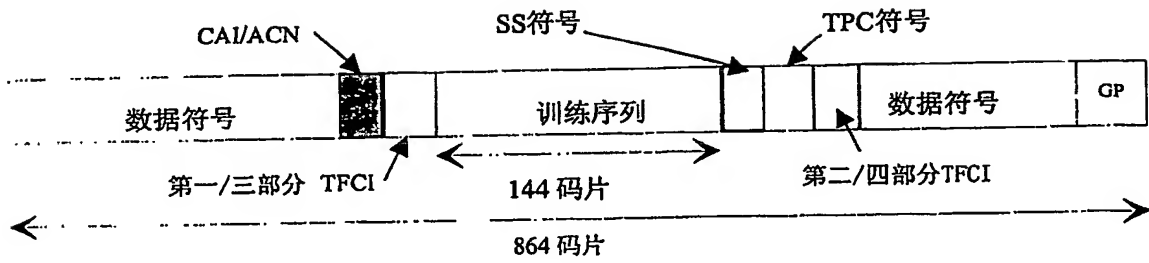 CAI/ACN
SS符号
TPC符号
数据符号
训练序列
数据符号
GP
第一/三部分 TFCI
144 码片
第二/四部分TFCI
864 码片